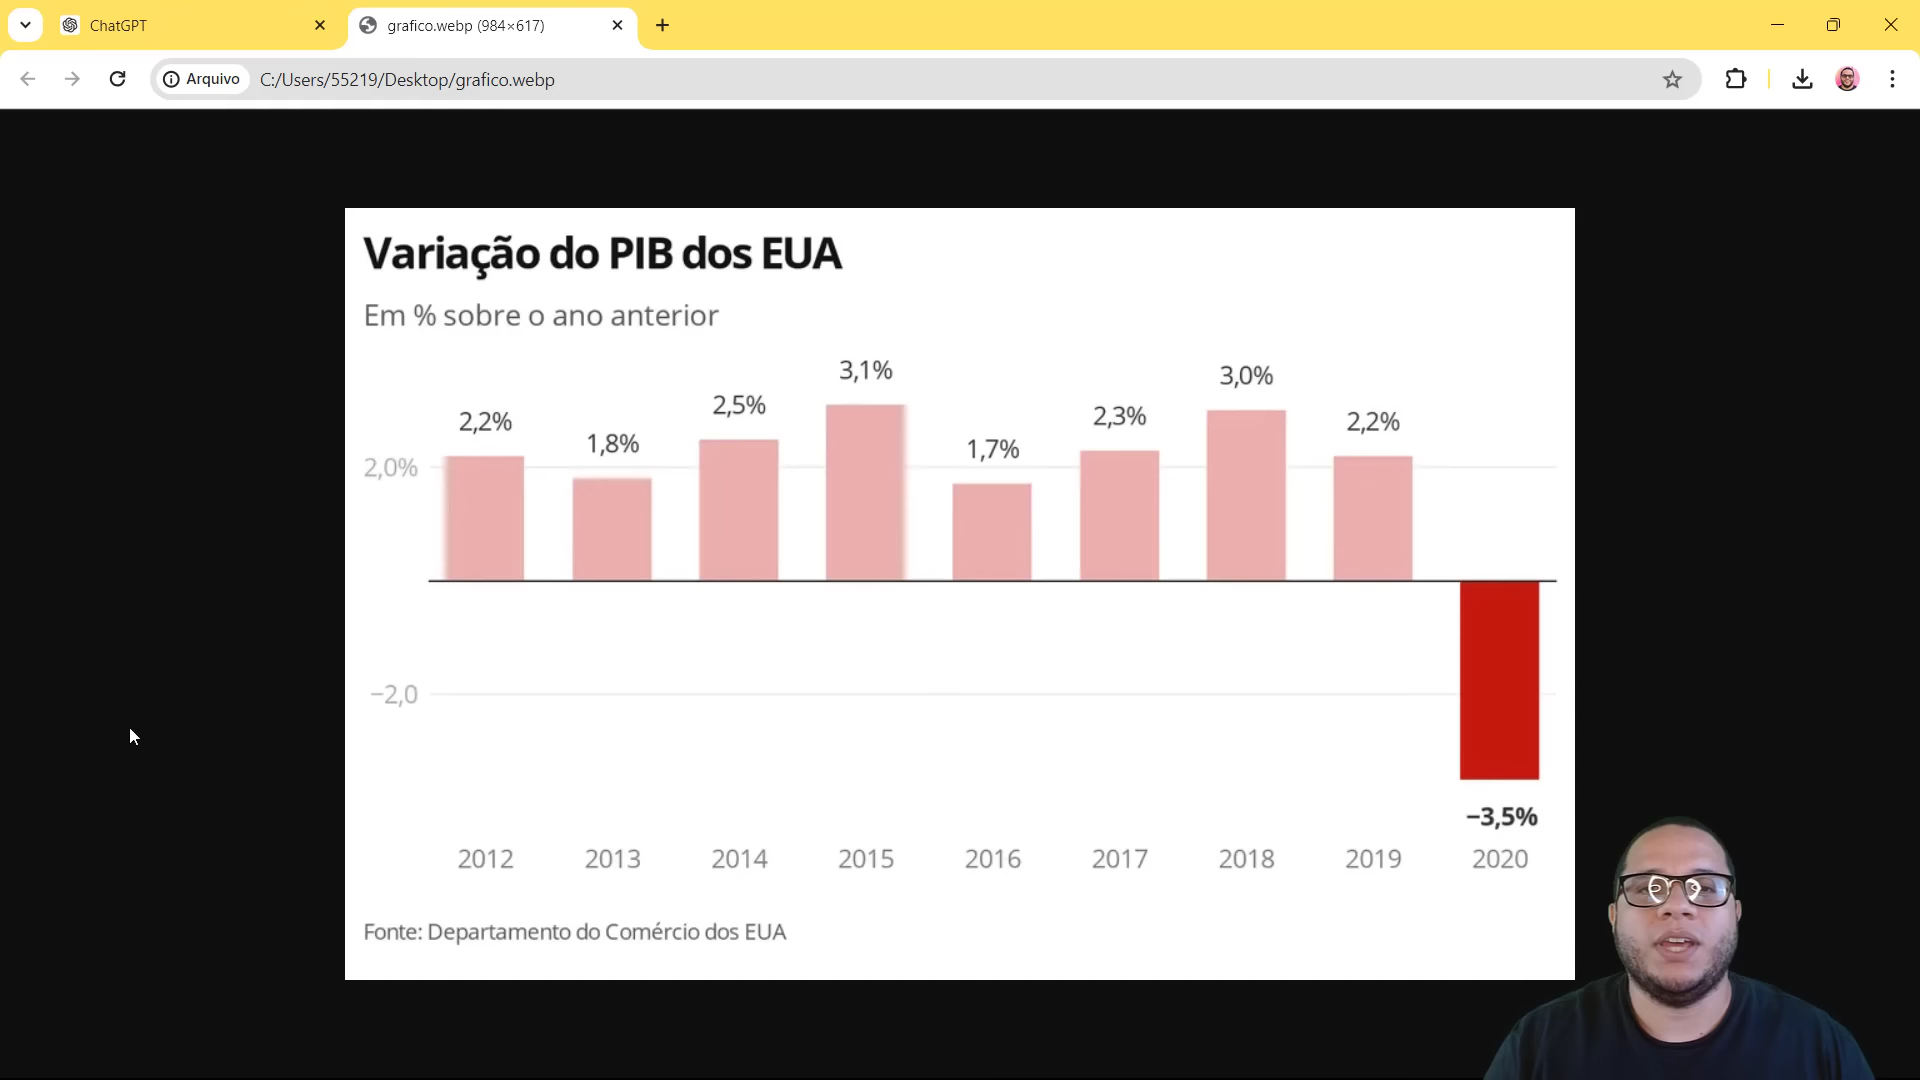 ChatGPT
grafico.webp (984×617)
Arquivo
C:/Users/55219/Desktop/grafico.webp
Variação do PIB dos EUA
Em % sobre o ano anterior
2,2%
1,8%
2,5%
3,1%
1,7%
2,3%
3,0%
2,2%
2,0%
−2,0
−3,5%
2012 2013 2014 2015 2016 2017 2018 2019 2020
Fonte: Departamento do Comércio dos EUA